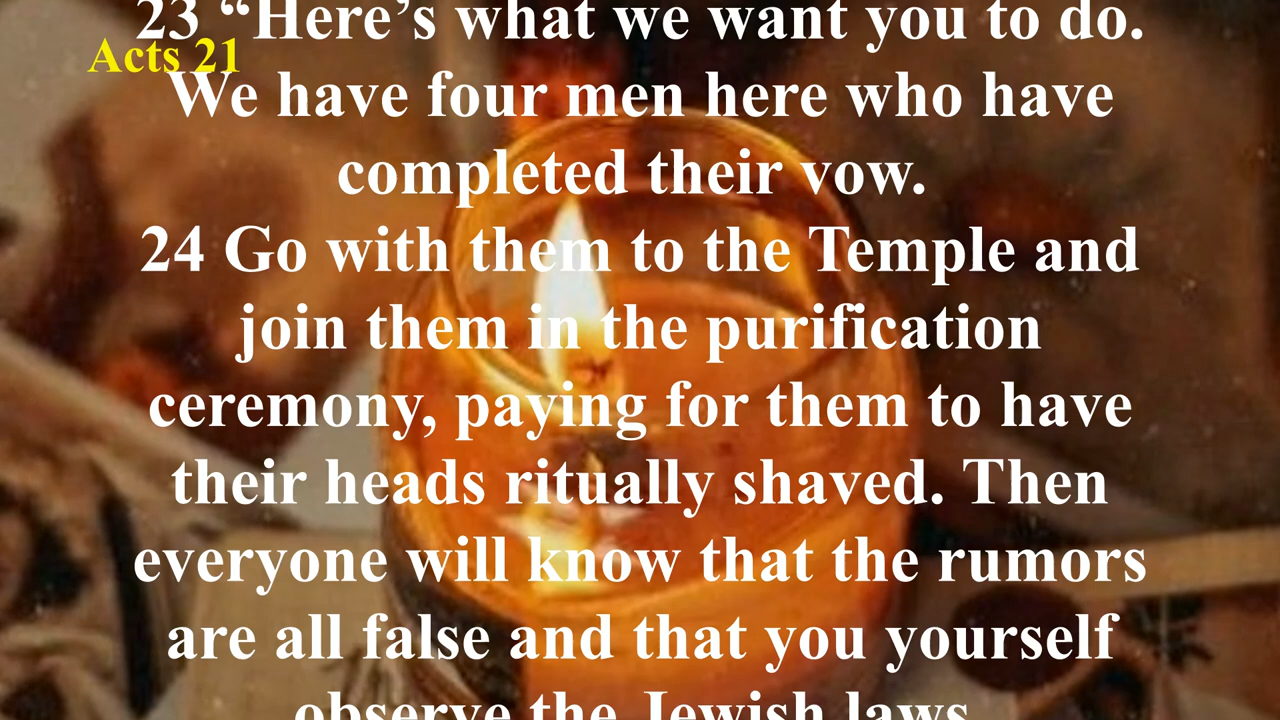 23 “Here’s what we want you to do.
Acts 21
We have four men here who have
completed their vow.
24 Go with them to the Temple and
join them in the purification
ceremony, paying for them to have
their heads ritually shaved. Then
everyone will know that the rumors
are all false and that you yourself
observe the Jewish laws.